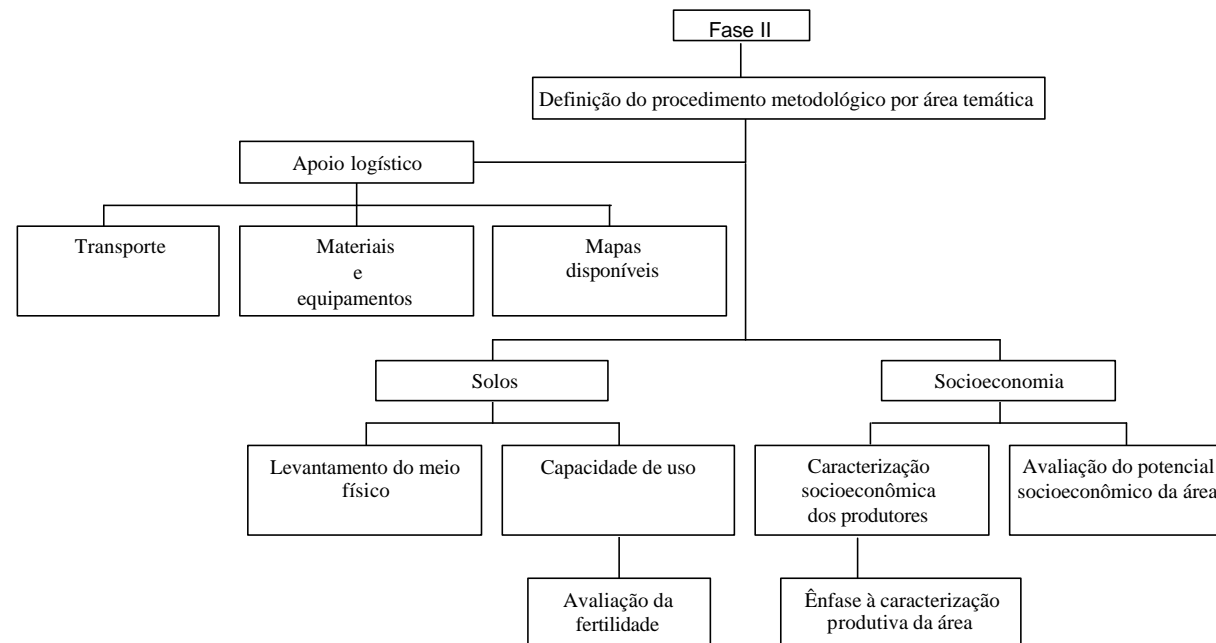 Fase II
Definição do procedimento metodológico por área temática
Apoio logístico
Transporte
Materiais
e
equipamentos
Mapas
disponíveis
Solos
Socioeconomia
Levantamento do meio
físico
Capacidade de uso
Caracterização
socioeconômica
dos produtores
Avaliação do potencial
socioeconômico da área
Avaliação da
fertilidade
Ênfase à caracterização
produtiva da área